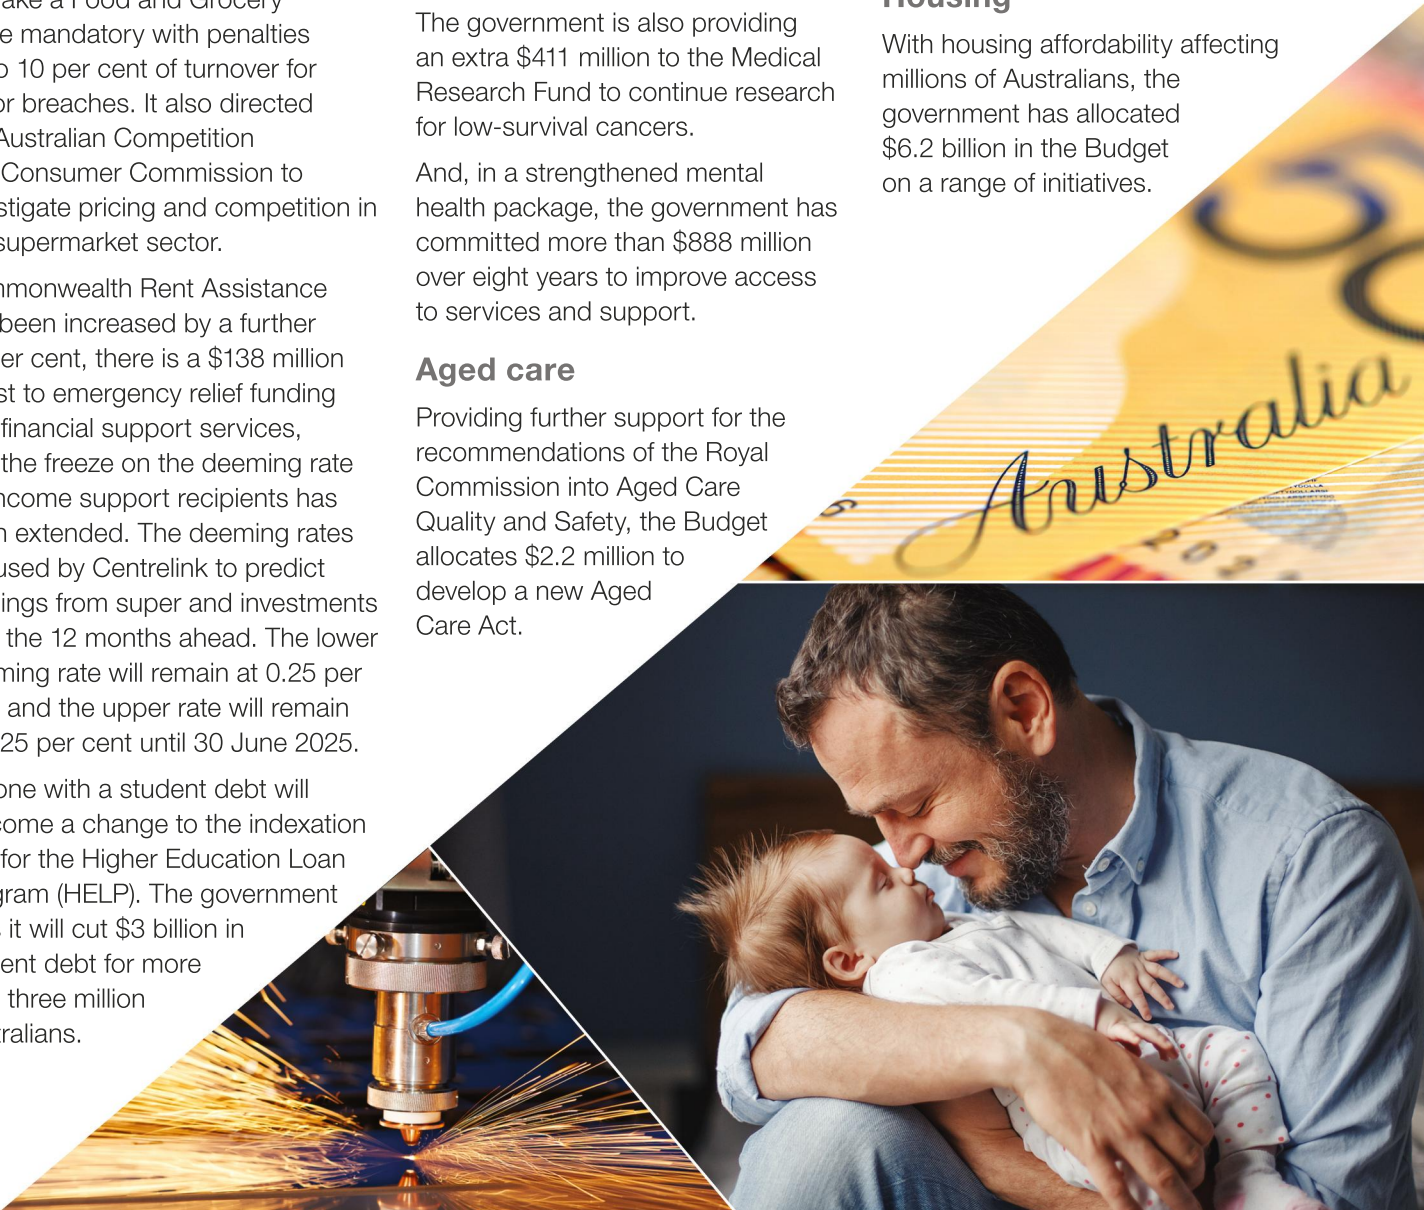 ake a Food and Grocery
e mandatory with penalties
o 10 per cent of turnover for
or breaches. It also directed
Australian Competition
Consumer Commission to
stigate pricing and competition in
supermarket sector.
mmonwealth Rent Assistance
been increased by a further
er cent, there is a $138 million
st to emergency relief funding
financial support services,
the freeze on the deeming rate
ncome support recipients has
n extended. The deeming rates
used by Centrelink to predict
ings from super and investments
the 12 months ahead. The lower
ming rate will remain at 0.25 per
and the upper rate will remain
25 per cent until 30 June 2025.
one with a student debt will
come a change to the indexation
for the Higher Education Loan
gram (HELP). The government
it will cut $3 billion in
ent debt for more
three million
tralians.
The government is also providing
an extra $411 million to the Medical
Research Fund to continue research
for low-survival cancers.
And, in a strengthened mental
health package, the government has
committed more than $888 million
over eight years to improve access
to services and support.
Aged care
Providing further support for the
recommendations of the Royal
Commission into Aged Care
Quality and Safety, the Budget
allocates $2.2 million to
develop a new Aged
Care Act.
Housing
With housing affordability affecting
millions of Australians, the
government has allocated
$6.2 billion in the Budget
on a range of initiatives.
50
Australia